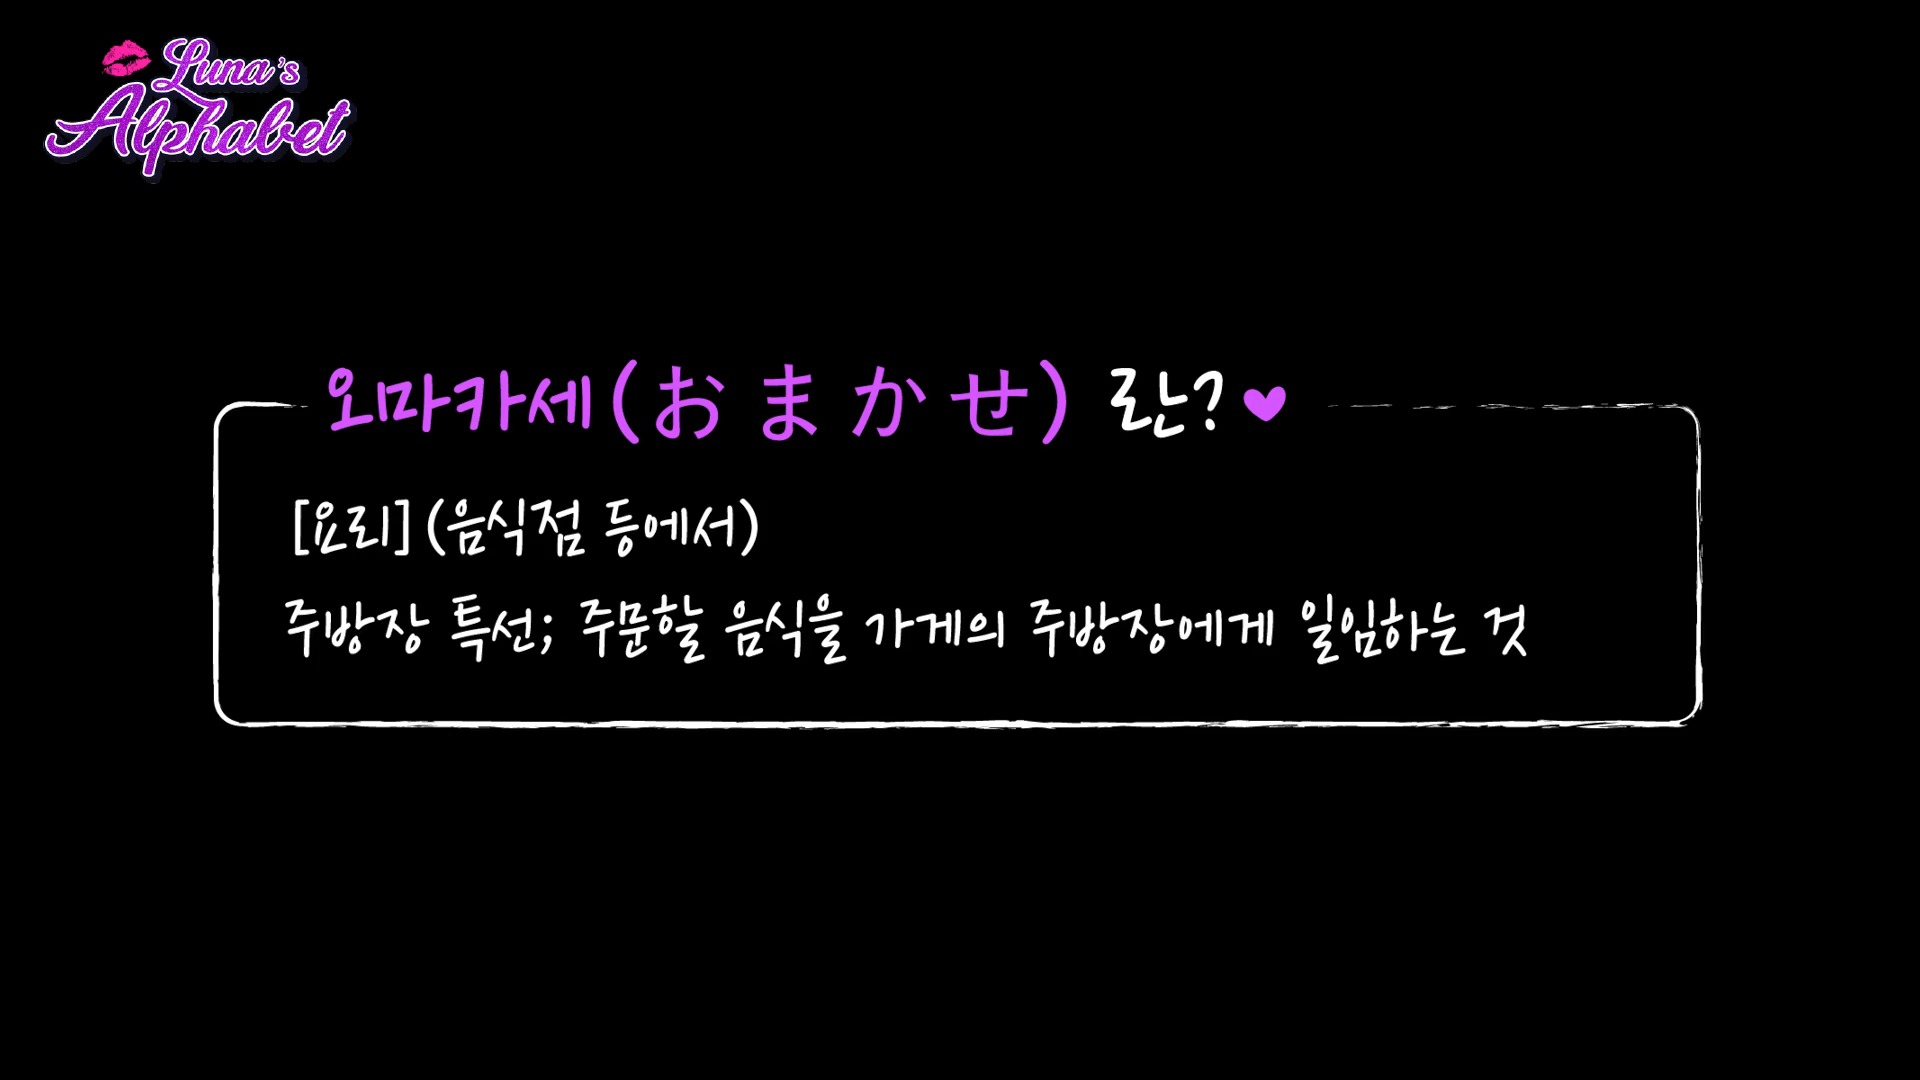 Luna's
Alphabet
오마카세(おまかせ) 란?
[요리](음식점 등에서)
주방장 특선; 주문할 음식을 가게의 주방장에게 일임하는 것